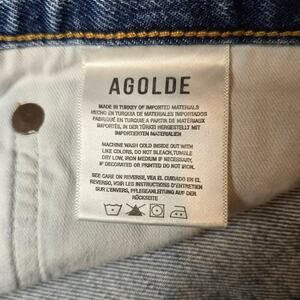 AGOLDE
MADE IN TURKEY OF IMPORTED MATERIALS
HECHO EN TURQUIA DE MATERIALES IMPORTADOS
FABRIQUÉ EN TURQUIE A PARTIR DE MATERIAUX
IMPORTÉS, IN DER TÜRKEI HERGESTELLT MIT
IMPORTIERTEN MATERIALIEN
MACHINE WASH COLD INSIDE OUT WITH
LIKE COLORS, DO NOT BLEACH, TUMBLE
DRY LOW, IRON MEDIUM IF NECESSARY,
IF DECORATED OR PRINTED DO NOT IRON.
SEE CARE ON REVERSE, VEA EL CUIDADO EN EL
REVERSO, VOIR LES INSTRUCTIONS D'ENTRETIEN
SUR L'ENVERS, PFLEGEANLEITUNG AUF DER
RÜCKSEITE